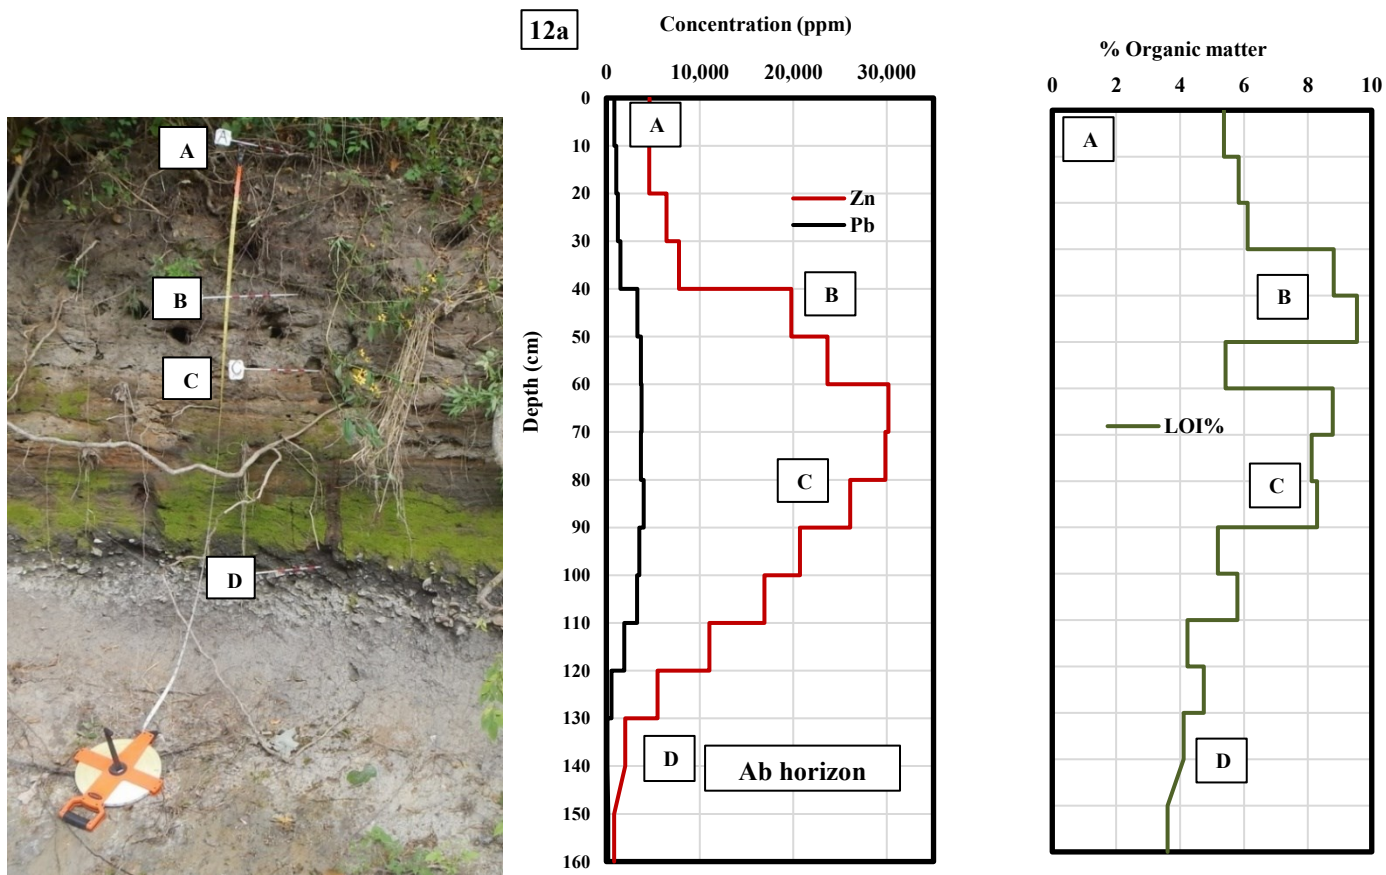 12a
Concentration (ppm)
0 10,000 20,000 30,000
% Organic matter
0 2 4 6 8 10
A
B
C
D
A
C
Depth (cm)
0
10
20
30
40
50
60
70
80
90
100
110
120
130
140
150
160
A
Zn
Pb
B
C
D
Ab horizon
A
B
LOI%
C
D